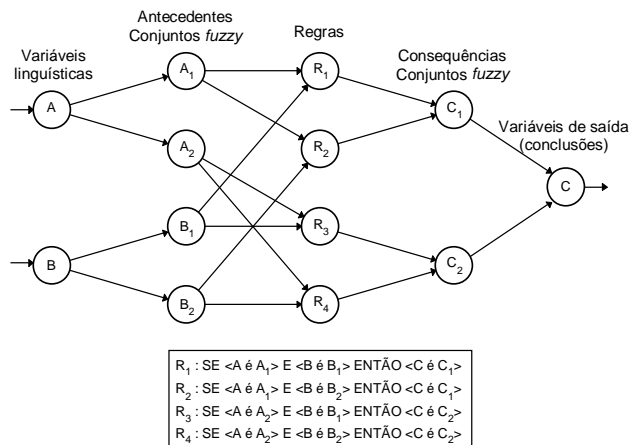 Antecedentes
Conjuntos fuzzy
Regras
Variáveis
linguísticas
Consequências
Conjuntos fuzzy
A
A1
R1
C1
A2
R2
Variáveis de saída
(conclusões)
C
B1
R3
B
C2
B2
R4
R1 : SE <A é A1> E <B é B1> ENTÃO <C é C1>
R2 : SE <A é A1> E <B é B2> ENTÃO <C é C1>
R3 : SE <A é A2> E <B é B1> ENTÃO <C é C2>
R4 : SE <A é A2> E <B é B2> ENTÃO <C é C2>